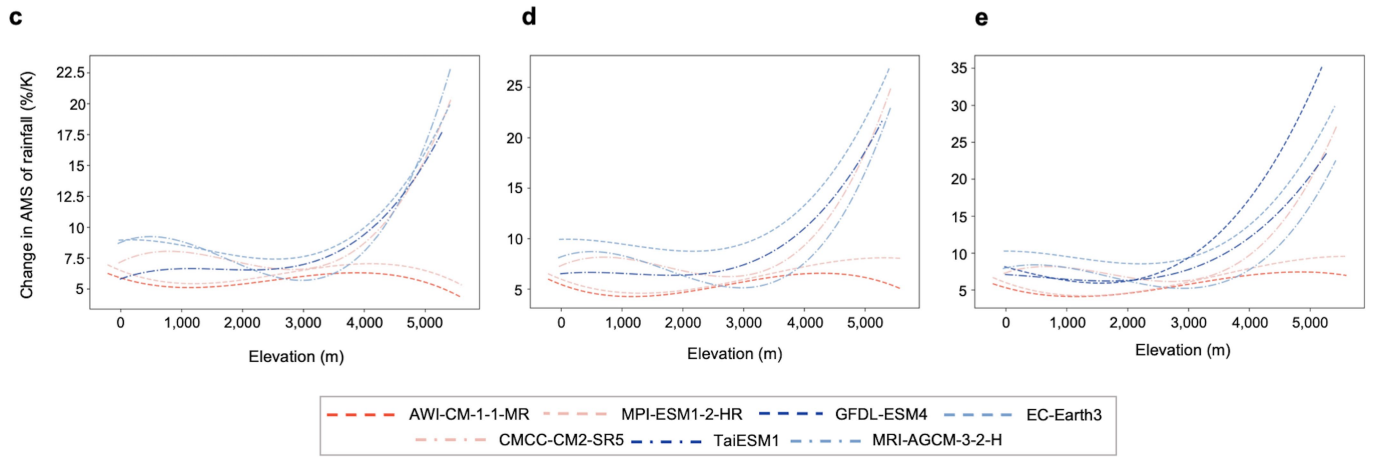 c
d
e
Change in AMS of rainfall (%/K)
22.5
20
17.5
15
12.5
10
7.5
5
0 1,000 2,000 3,000 4,000 5,000
Elevation (m)
25
20
15
10
5
0 1,000 2,000 3,000 4,000 5,000
Elevation (m)
35
30
25
20
15
10
5
0 1,000 2,000 3,000 4,000 5,000
Elevation (m)
AWI-CM-1-1-MR MPI-ESM1-2-HR GFDL-ESM4 EC-Earth3
CMCC-CM2-SR5 TaiESM1 MRI-AGCM-3-2-H